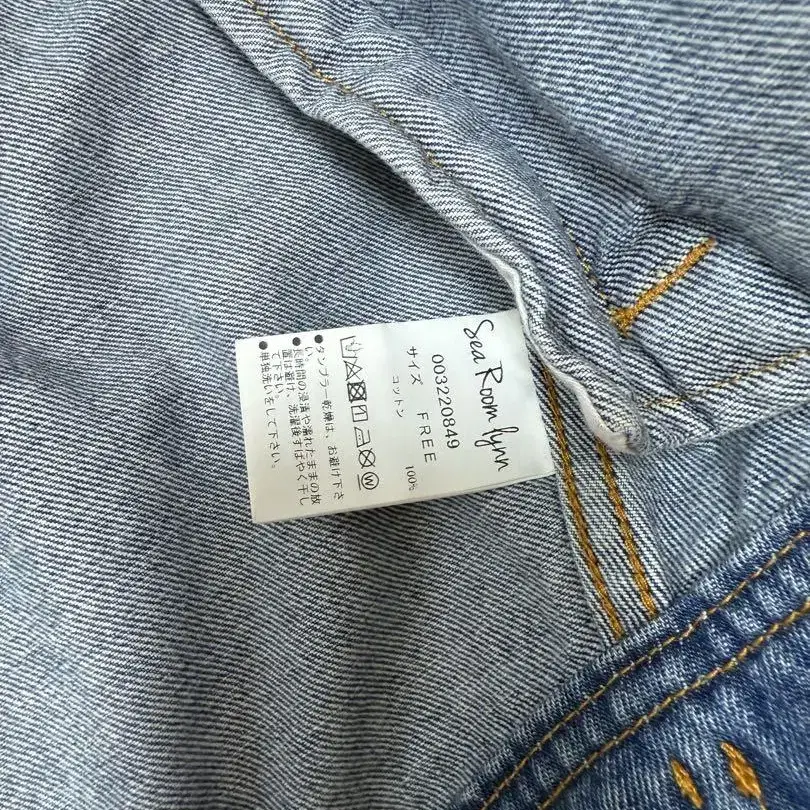 Sea Room lynn
003220849
サイズ FREE
コットン 100%
●タンブラー乾燥は、お避け下さ
い。
●長時間の浸漬や濡れたままの放
置は避け、洗濯後すばやく干し
て下さい。
●単独洗いをして下さい。